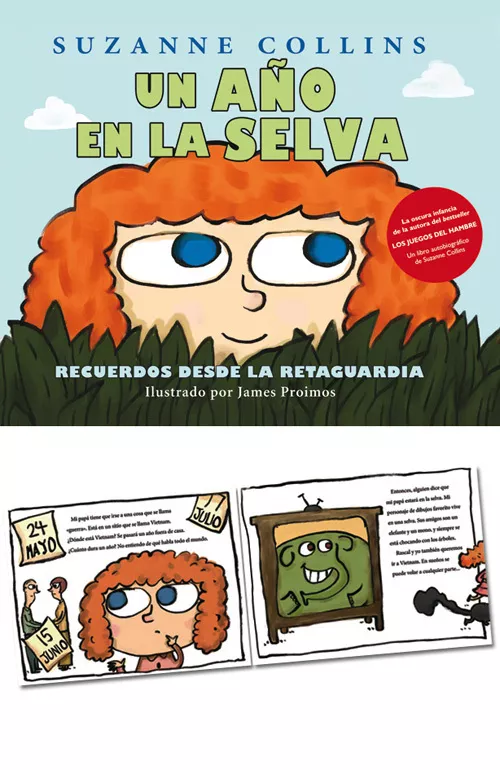 SUZANNE COLLINS
UN AÑO
EN LA SELVA
La oscura infancia
de la autora del bestseller
LOS JUEGOS DEL HAMBRE
Un libro autobiográfico
de Suzanne Collins
RECUERDOS DESDE LA RETAGUARDIA
Ilustrado por James Proimos
24
MAYO
15
JUNIO
Mi papá tiene que irse a una cosa que se llama
«guerra». Está en un sitio que se llama Vietnam.
¿Dónde está Vietnam? Se pasará un año fuera de casa.
¿Cuánto dura un año? No entiendo de qué habla todo el mundo.
JULIO
Entonces, alguien dice que
mi papá estará en la selva. Mi
personaje de dibujos favorito vive
en una selva. Sus amigos son un
elefante y un mono, y siempre se
está chocando con los árboles.
Rascal y yo también queremos
ir a Vietnam. En sueños se
puede volar a cualquier parte...